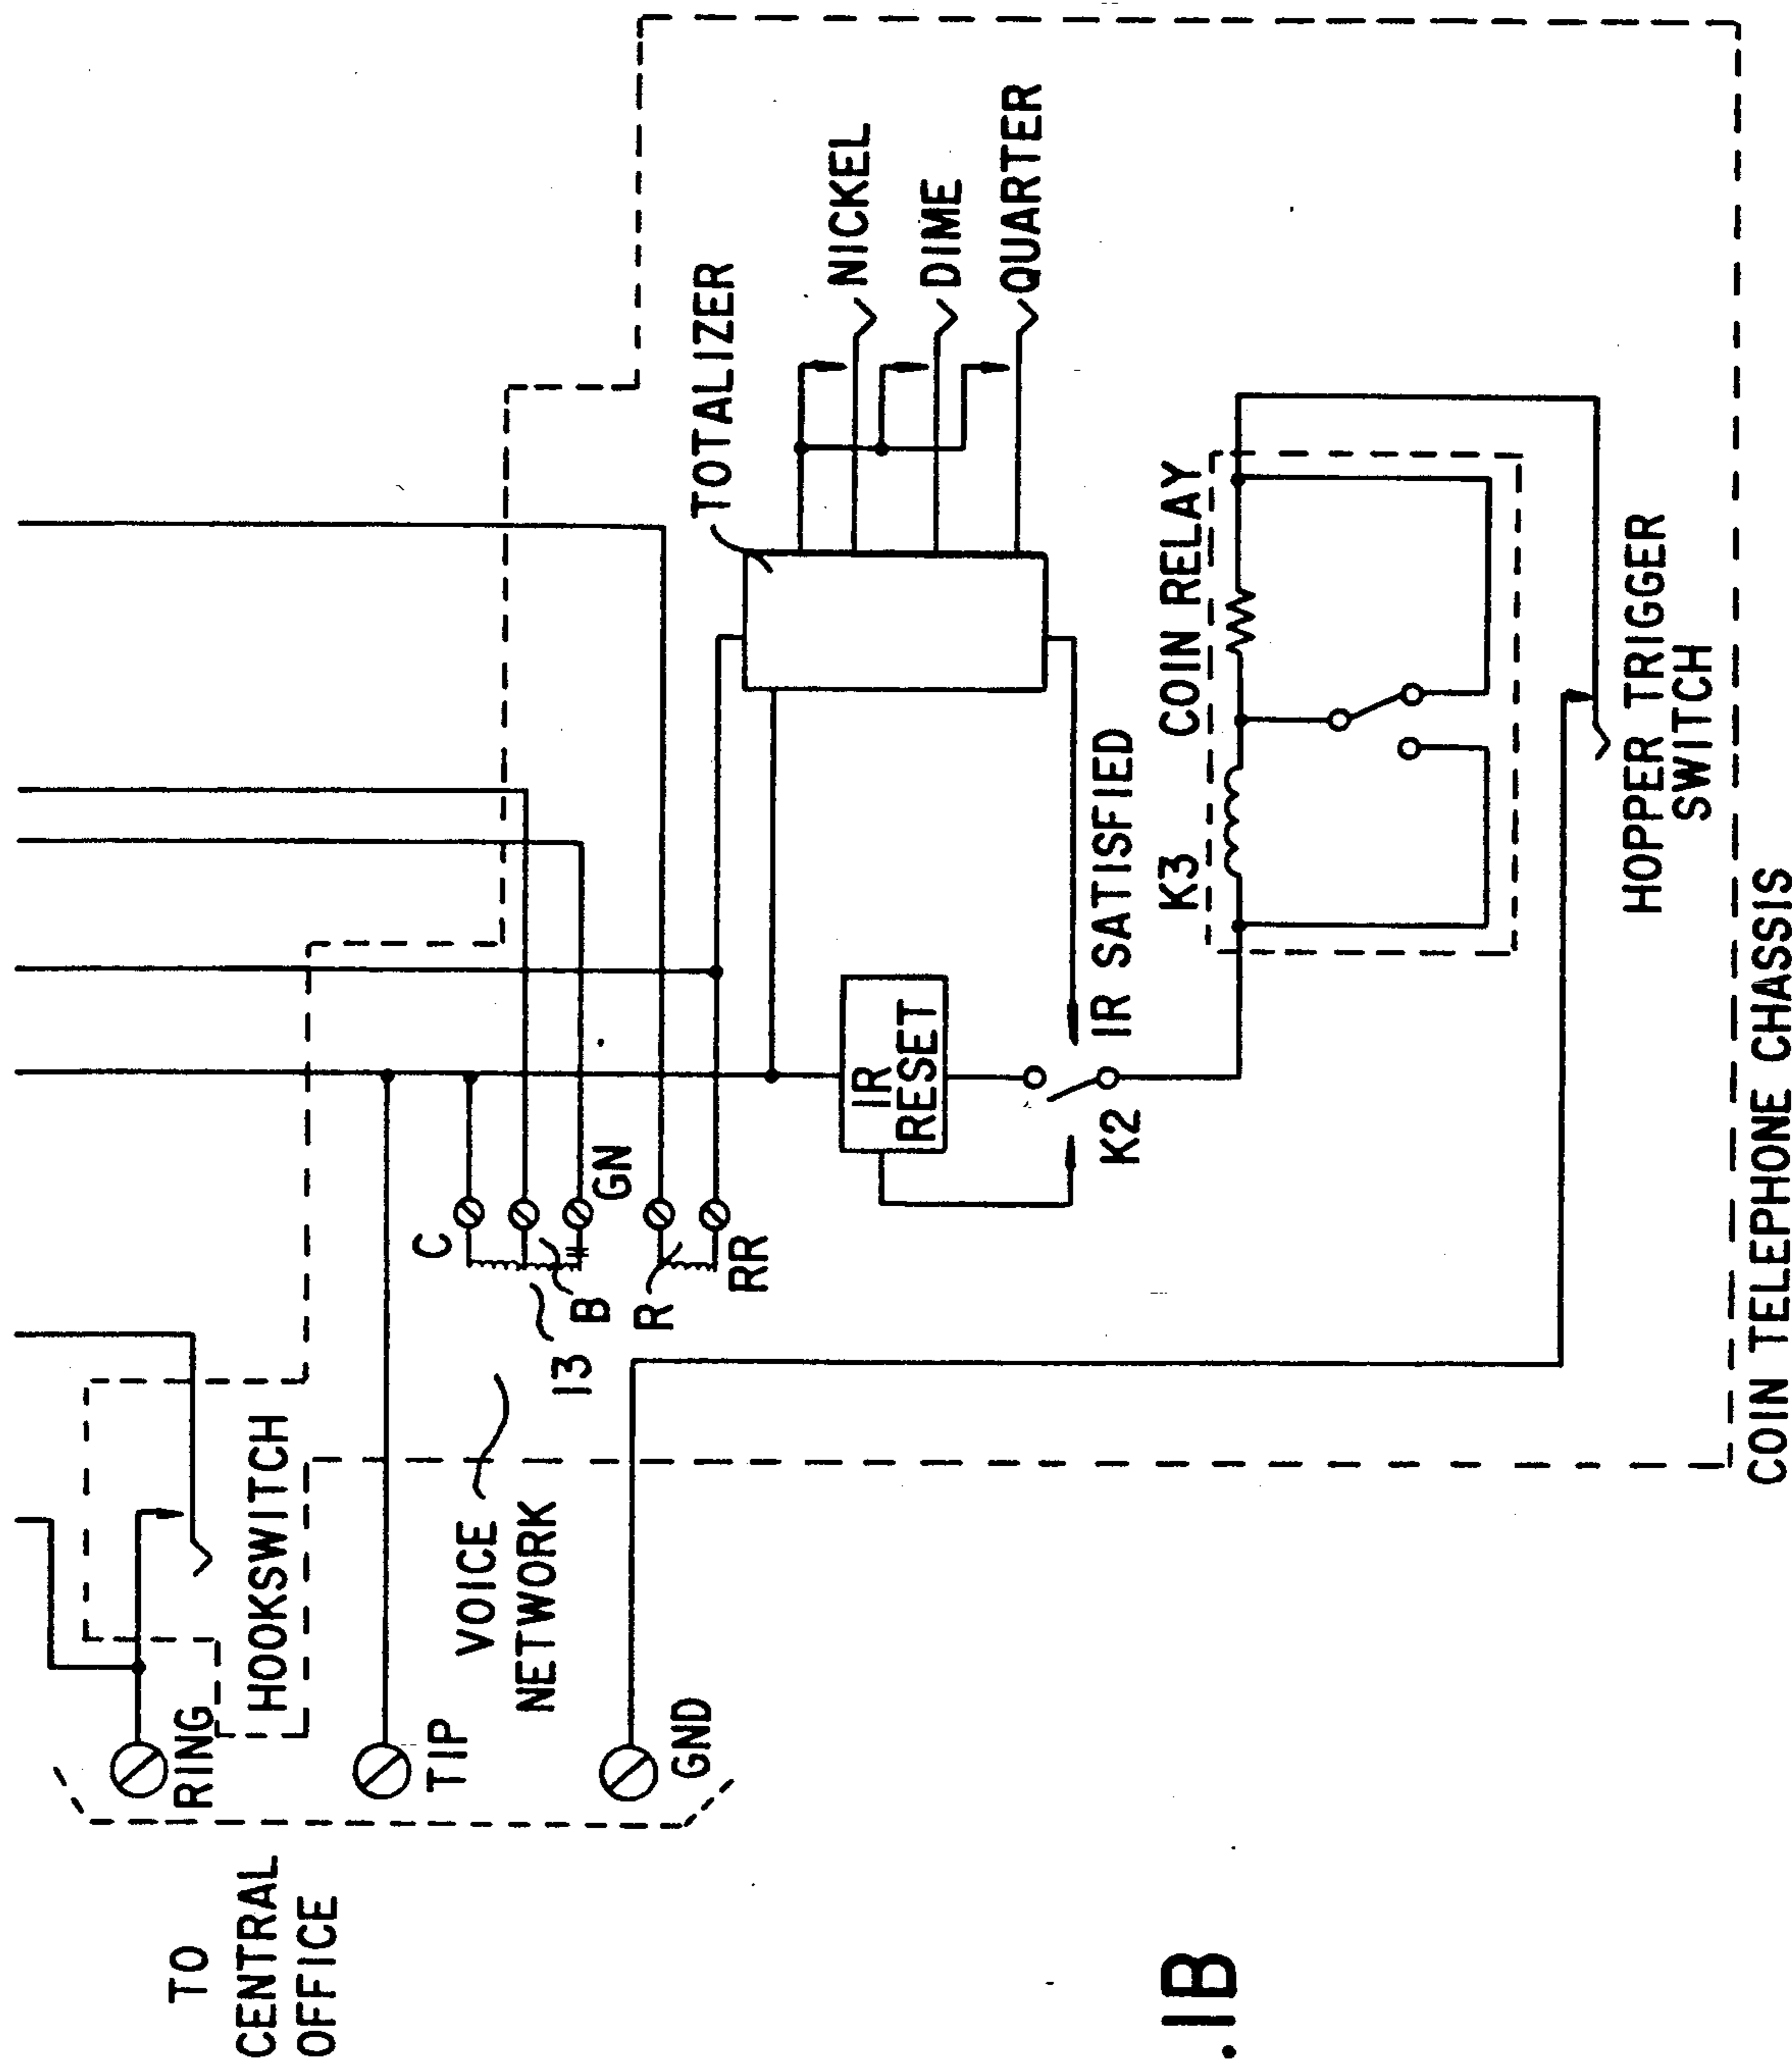 TO
CENTRAL
OFFICE
RING
HOOKSWITCH
TIP
VOICE
NETWORK
GND
C
13
B
GN
R
RR
TOTALIZER
NICKEL
DIME
QUARTER
IR
RESET
K2
IR SATISFIED
K3
COIN RELAY
HOPPER TRIGGER
SWITCH
COIN TELEPHONE CHASSIS
.1B